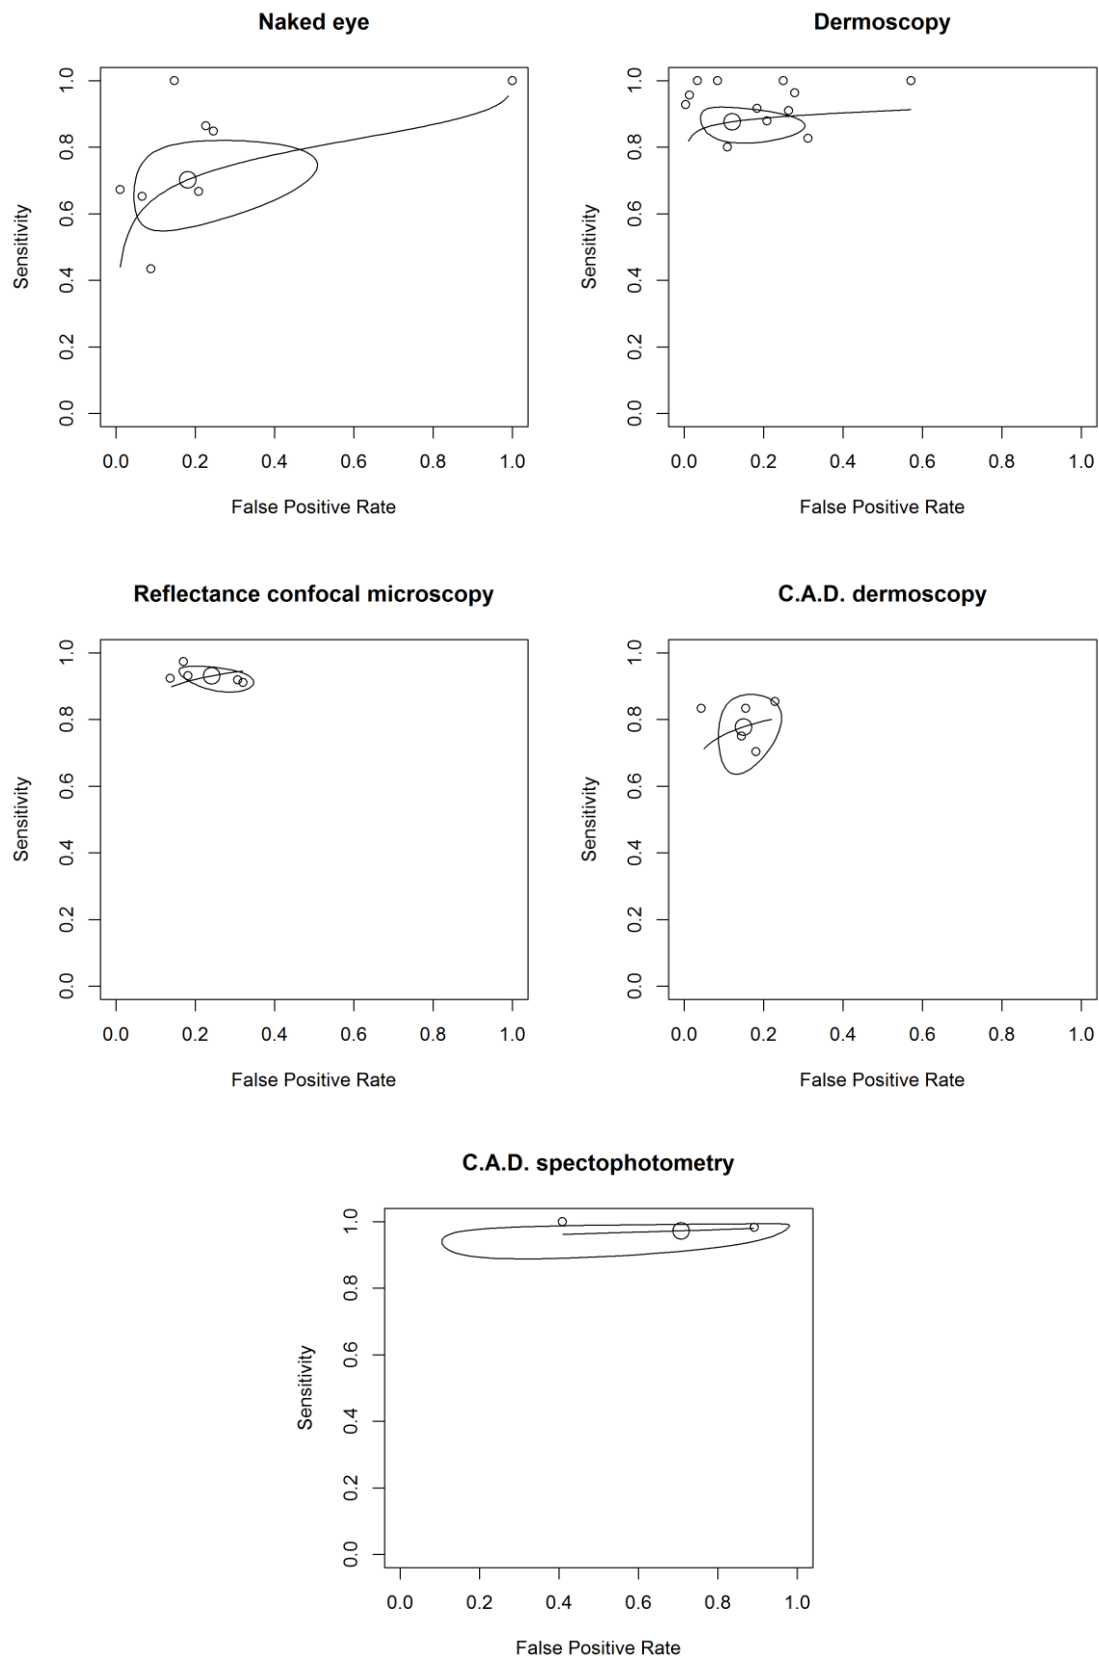 Naked eye
Sensitivity
0.0 0.2 0.4 0.6 0.8 1.0
0.0 0.2 0.4 0.6 0.8 1.0
False Positive Rate
Dermoscopy
Sensitivity
0.0 0.2 0.4 0.6 0.8 1.0
0.0 0.2 0.4 0.6 0.8 1.0
False Positive Rate
Reflectance confocal microscopy
Sensitivity
0.0 0.2 0.4 0.6 0.8 1.0
0.0 0.2 0.4 0.6 0.8 1.0
False Positive Rate
C.A.D. dermoscopy
Sensitivity
0.0 0.2 0.4 0.6 0.8 1.0
0.0 0.2 0.4 0.6 0.8 1.0
False Positive Rate
C.A.D. spectophotometry
Sensitivity
0.0 0.2 0.4 0.6 0.8 1.0
0.0 0.2 0.4 0.6 0.8 1.0
False Positive Rate